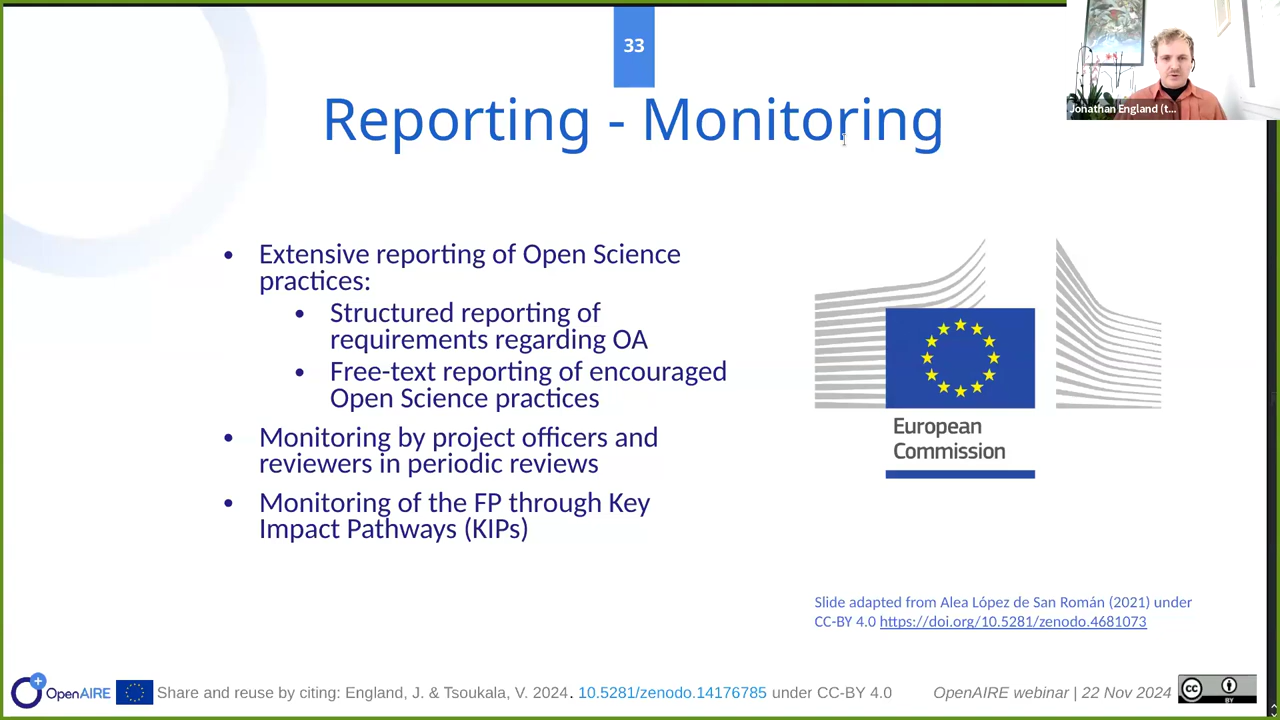 33
Jonathan England (t...
Reporting - Monitoring
• Extensive reporting of Open Science
practices:
• Structured reporting of
requirements regarding OA
• Free-text reporting of encouraged
Open Science practices
• Monitoring by project officers and
reviewers in periodic reviews
• Monitoring of the FP through Key
Impact Pathways (KIPs)
European
Commission
Slide adapted from Alea López de San Román (2021) under
CC-BY 4.0 https://doi.org/10.5281/zenodo.4681073
OpenAIRE
Share and reuse by citing: England, J. & Tsoukala, V. 2024. 10.5281/zenodo.14176785 under CC-BY 4.0
OpenAIRE webinar | 22 Nov 2024
cc
BY